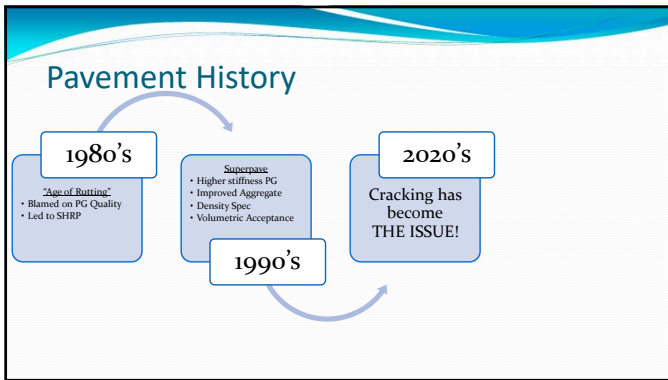 Pavement History
1980's
"Age of Rutting"
• Blamed on PG Quality
• Led to SHRP
Superpave
• Higher stiffness PG
• Improved Aggregate
• Density Spec
• Volumetric Acceptance
1990's
2020's
Cracking has
become
THE ISSUE!